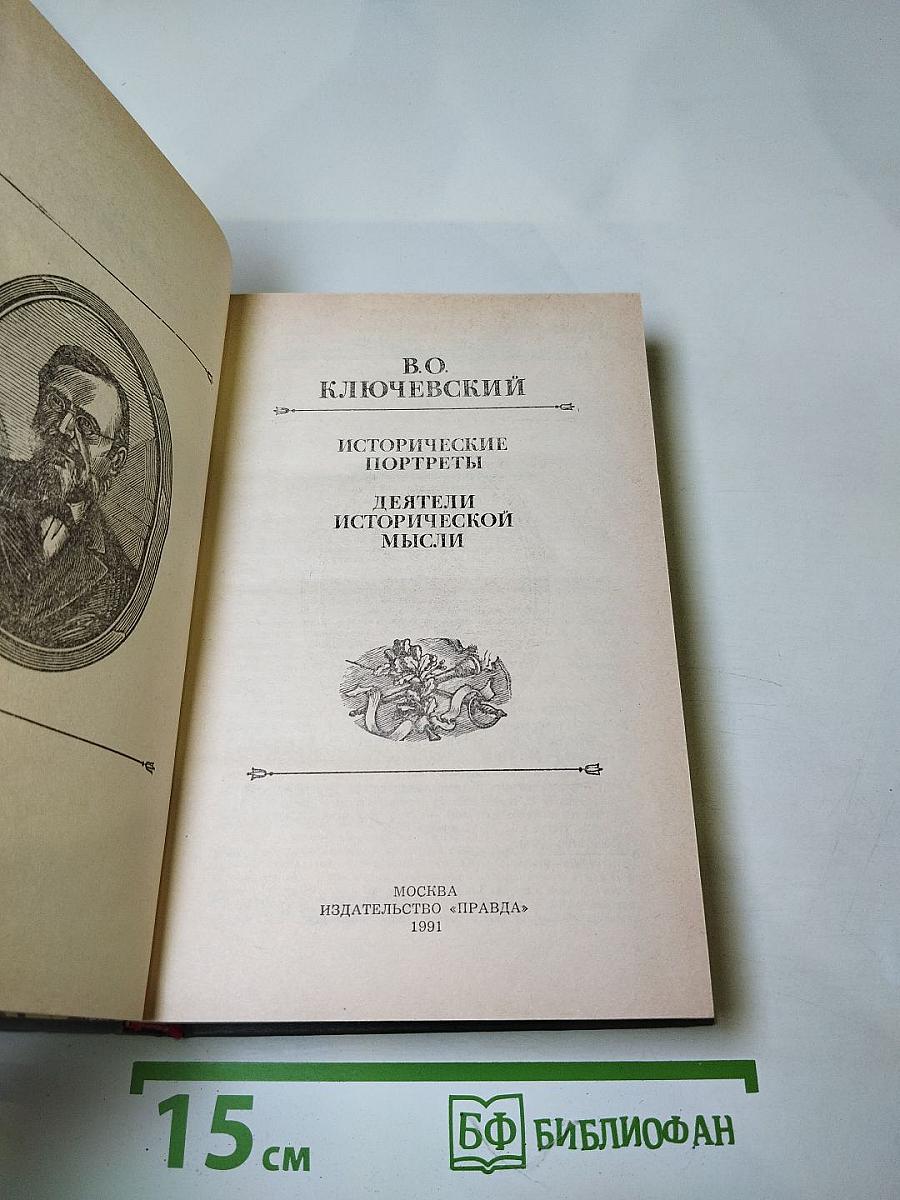 В.О.
КЛЮЧЕВСКИЙ
ИСТОРИЧЕСКИЕ
ПОРТРЕТЫ
ДЕЯТЕЛИ
ИСТОРИЧЕСКОЙ
МЫСЛИ
МОСКВА
ИЗДАТЕЛЬСТВО «ПРАВДА»
1991
15 см
БФ БИБЛИОФАН